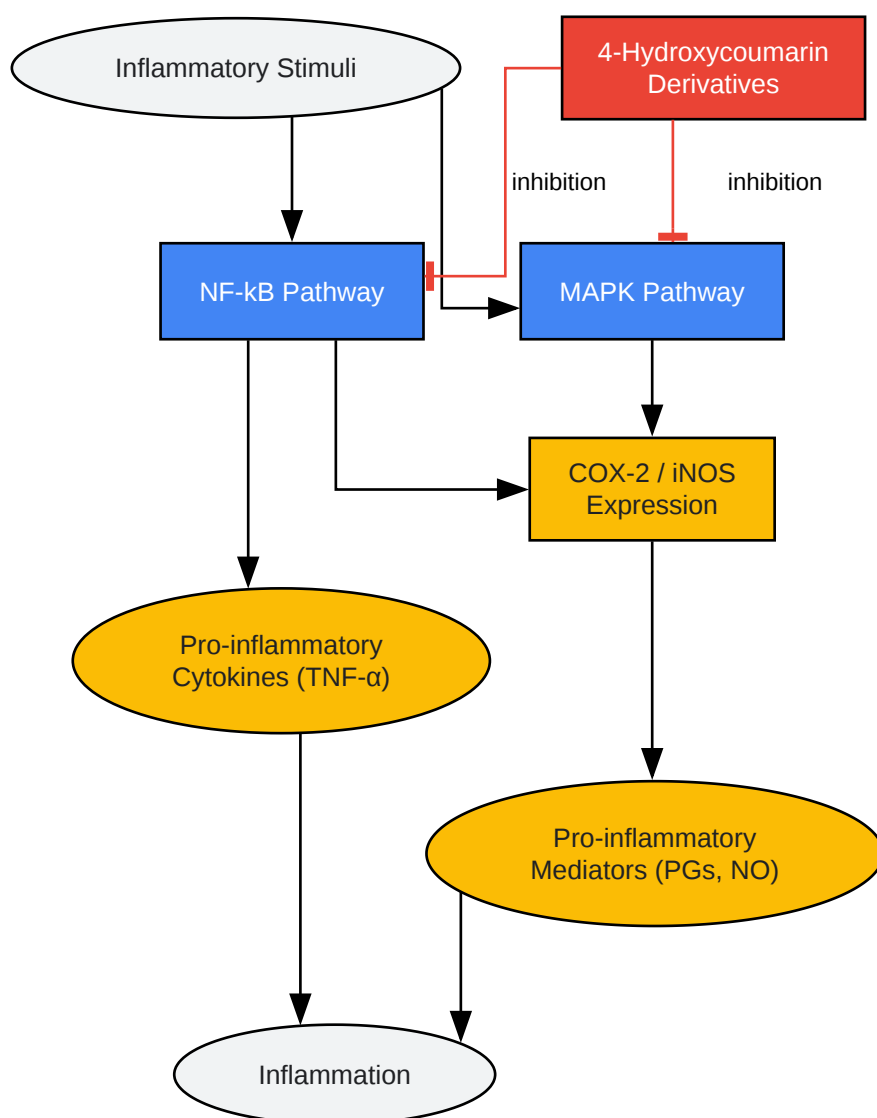 Inflammatory Stimuli
4-Hydroxycoumarin
Derivatives
inhibition
inhibition
NF-kB Pathway
MAPK Pathway
COX-2 / iNOS
Expression
Pro-inflammatory
Cytokines (TNF-α)
Pro-inflammatory
Mediators (PGs, NO)
Inflammation